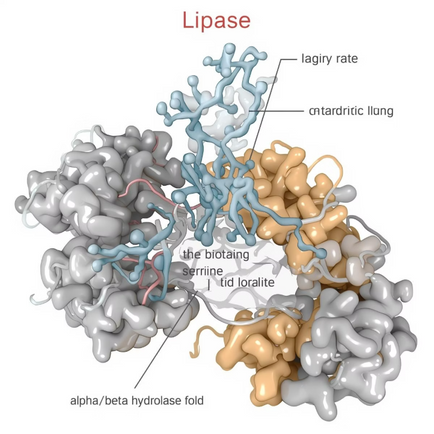 Lipase
lagiry rate
cntardritic llung
the biotaing
serriine
tid loralite
alpha/beta hydrolase fold